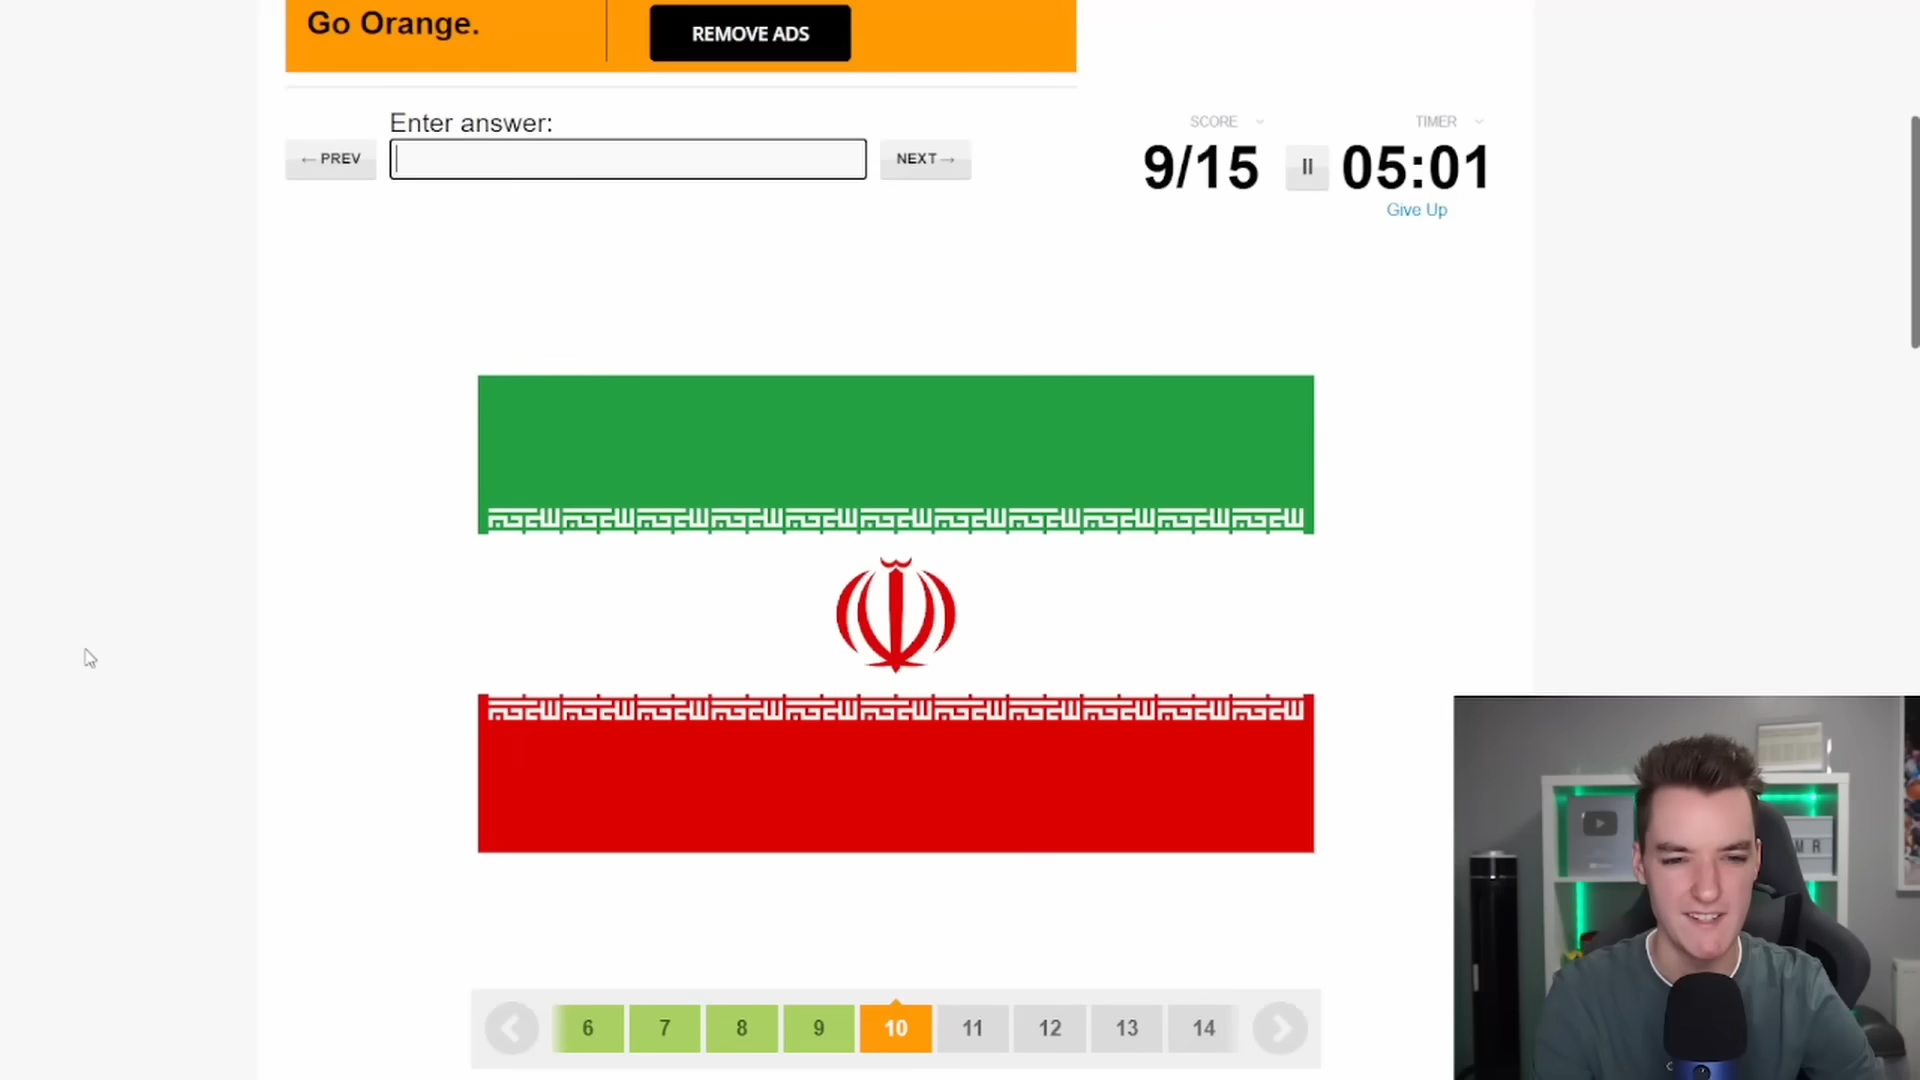 Go Orange.
REMOVE ADS
Enter answer:
← PREV
NEXT →
SCORE
TIMER
9/15
05:01
Give Up
6 7 8 9 10 11 12 13 14
M R